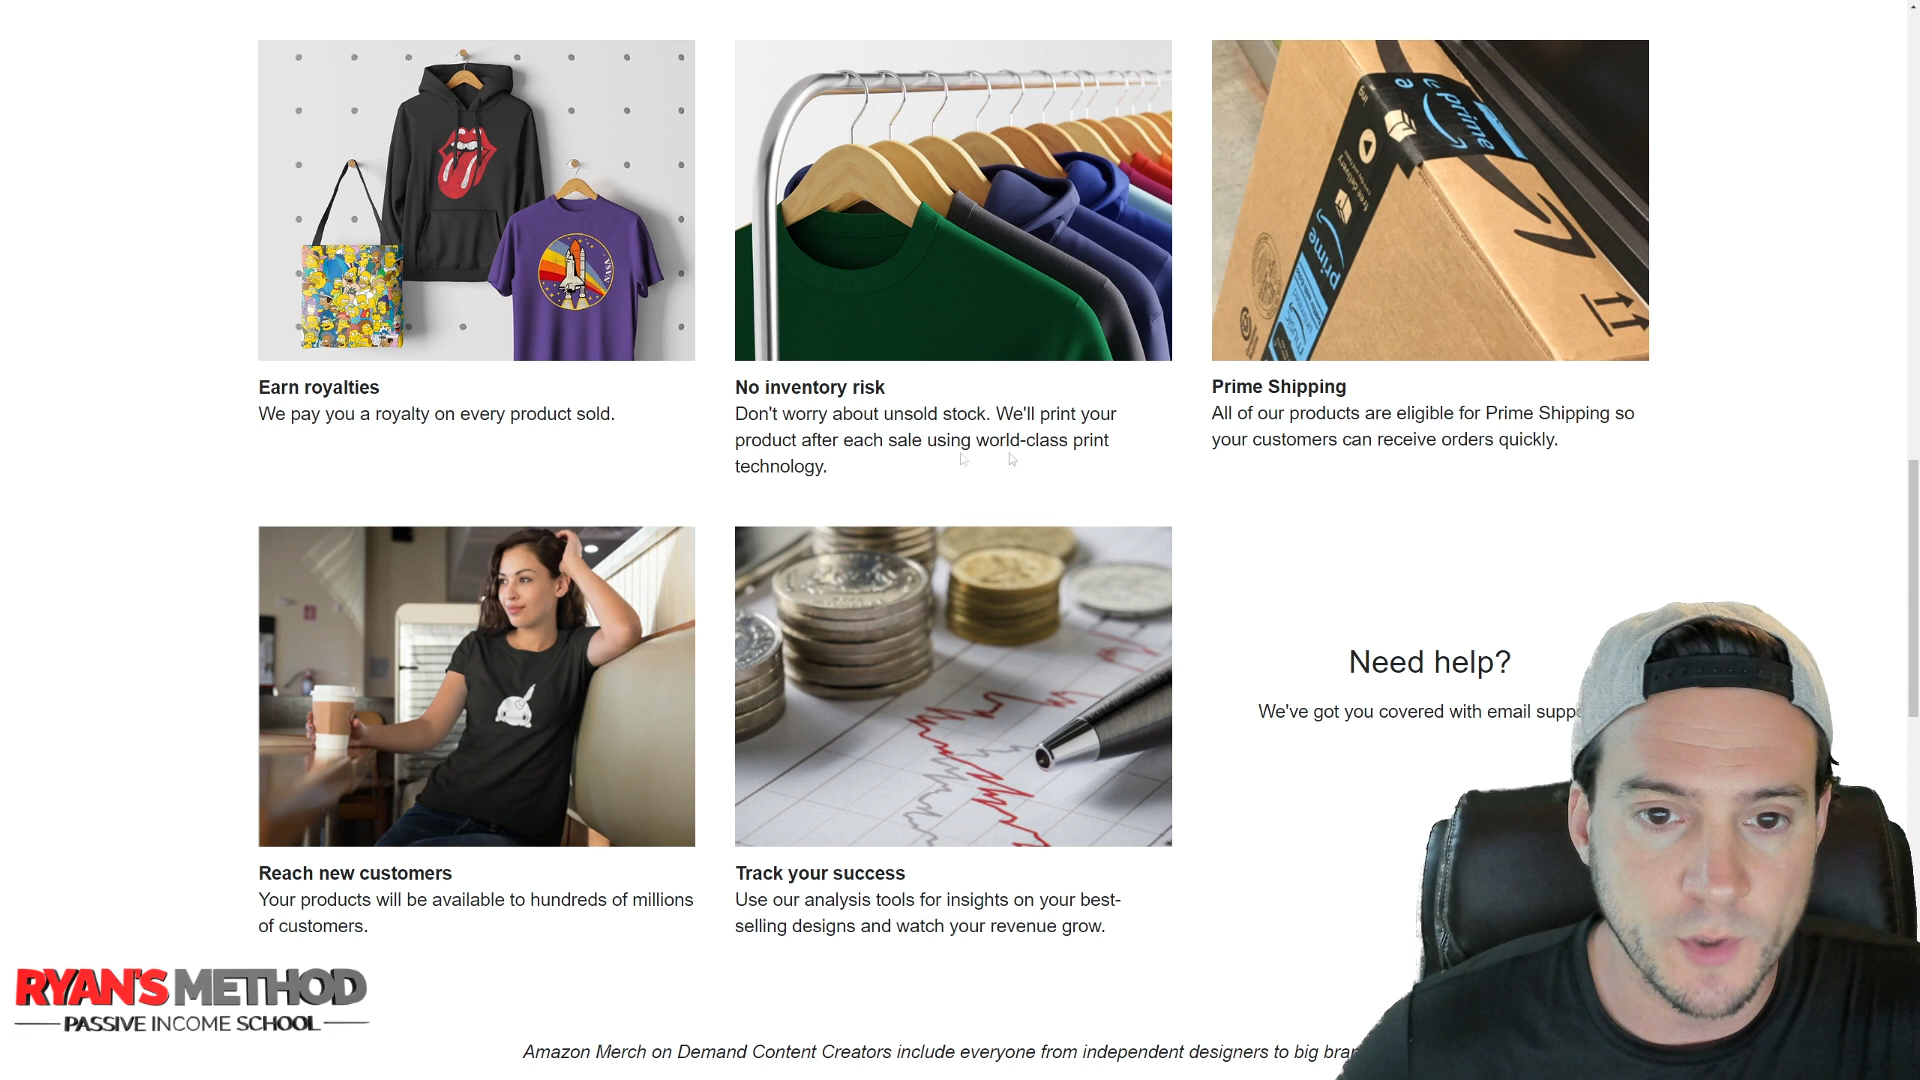 NASA
prime
prime
Earn royalties
We pay you a royalty on every product sold.
No inventory risk
Don't worry about unsold stock. We'll print your
product after each sale using world-class print
technology.
Prime Shipping
All of our products are eligible for Prime Shipping so
your customers can receive orders quickly.
Need help?
We've got you covered with email
Reach new customers
Your products will be available to hundreds of millions
of customers.
Track your success
Use our analysis tools for insights on your best-
selling designs and watch your revenue grow.
RYAN'S METHOD
PASSIVE INCOME SCHOOL
Amazon Merch on Demand Content Creators include everyone from independent designers to big